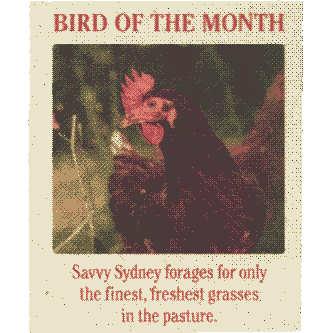 BIRD OF THE MONTH
Savvy Sydney forages for only
the finest, freshest grasses
in the pasture.